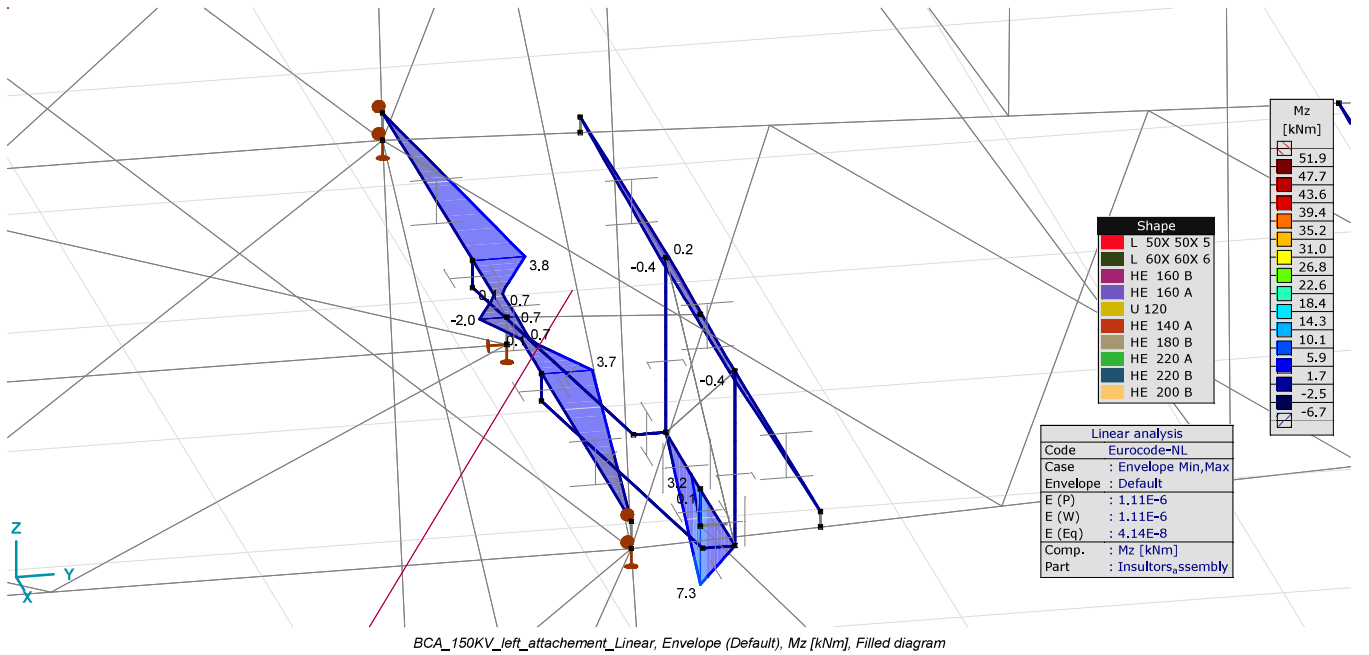 Mz
[kNm]
51.9
47.7
43.6
39.4
35.2
31.0
26.8
22.6
18.4
14.3
10.1
5.9
1.7
-2.5
-6.7
Shape
L 50X 50X 5
L 60X 60X 6
HE 160 B
HE 160 A
U 120
HE 140 A
HE 180 B
HE 220 A
HE 220 B
HE 200 B
3.8
0.2
-0.4
0.7
-2.0
0.7
0.7
3.7
-0.4
3.2
0.1
7.3
Linear analysis
Code Eurocode-NL
Case : Envelope Min,Max
Envelope : Default
E (P) : 1.11E-6
E (W) : 1.11E-6
E (Eq) : 4.14E-8
Comp. : Mz [kNm]
Part : Insultors_assembly
Z
Y
X
BCA_150KV_left_attachement_Linear, Envelope (Default), Mz [kNm], Filled diagram